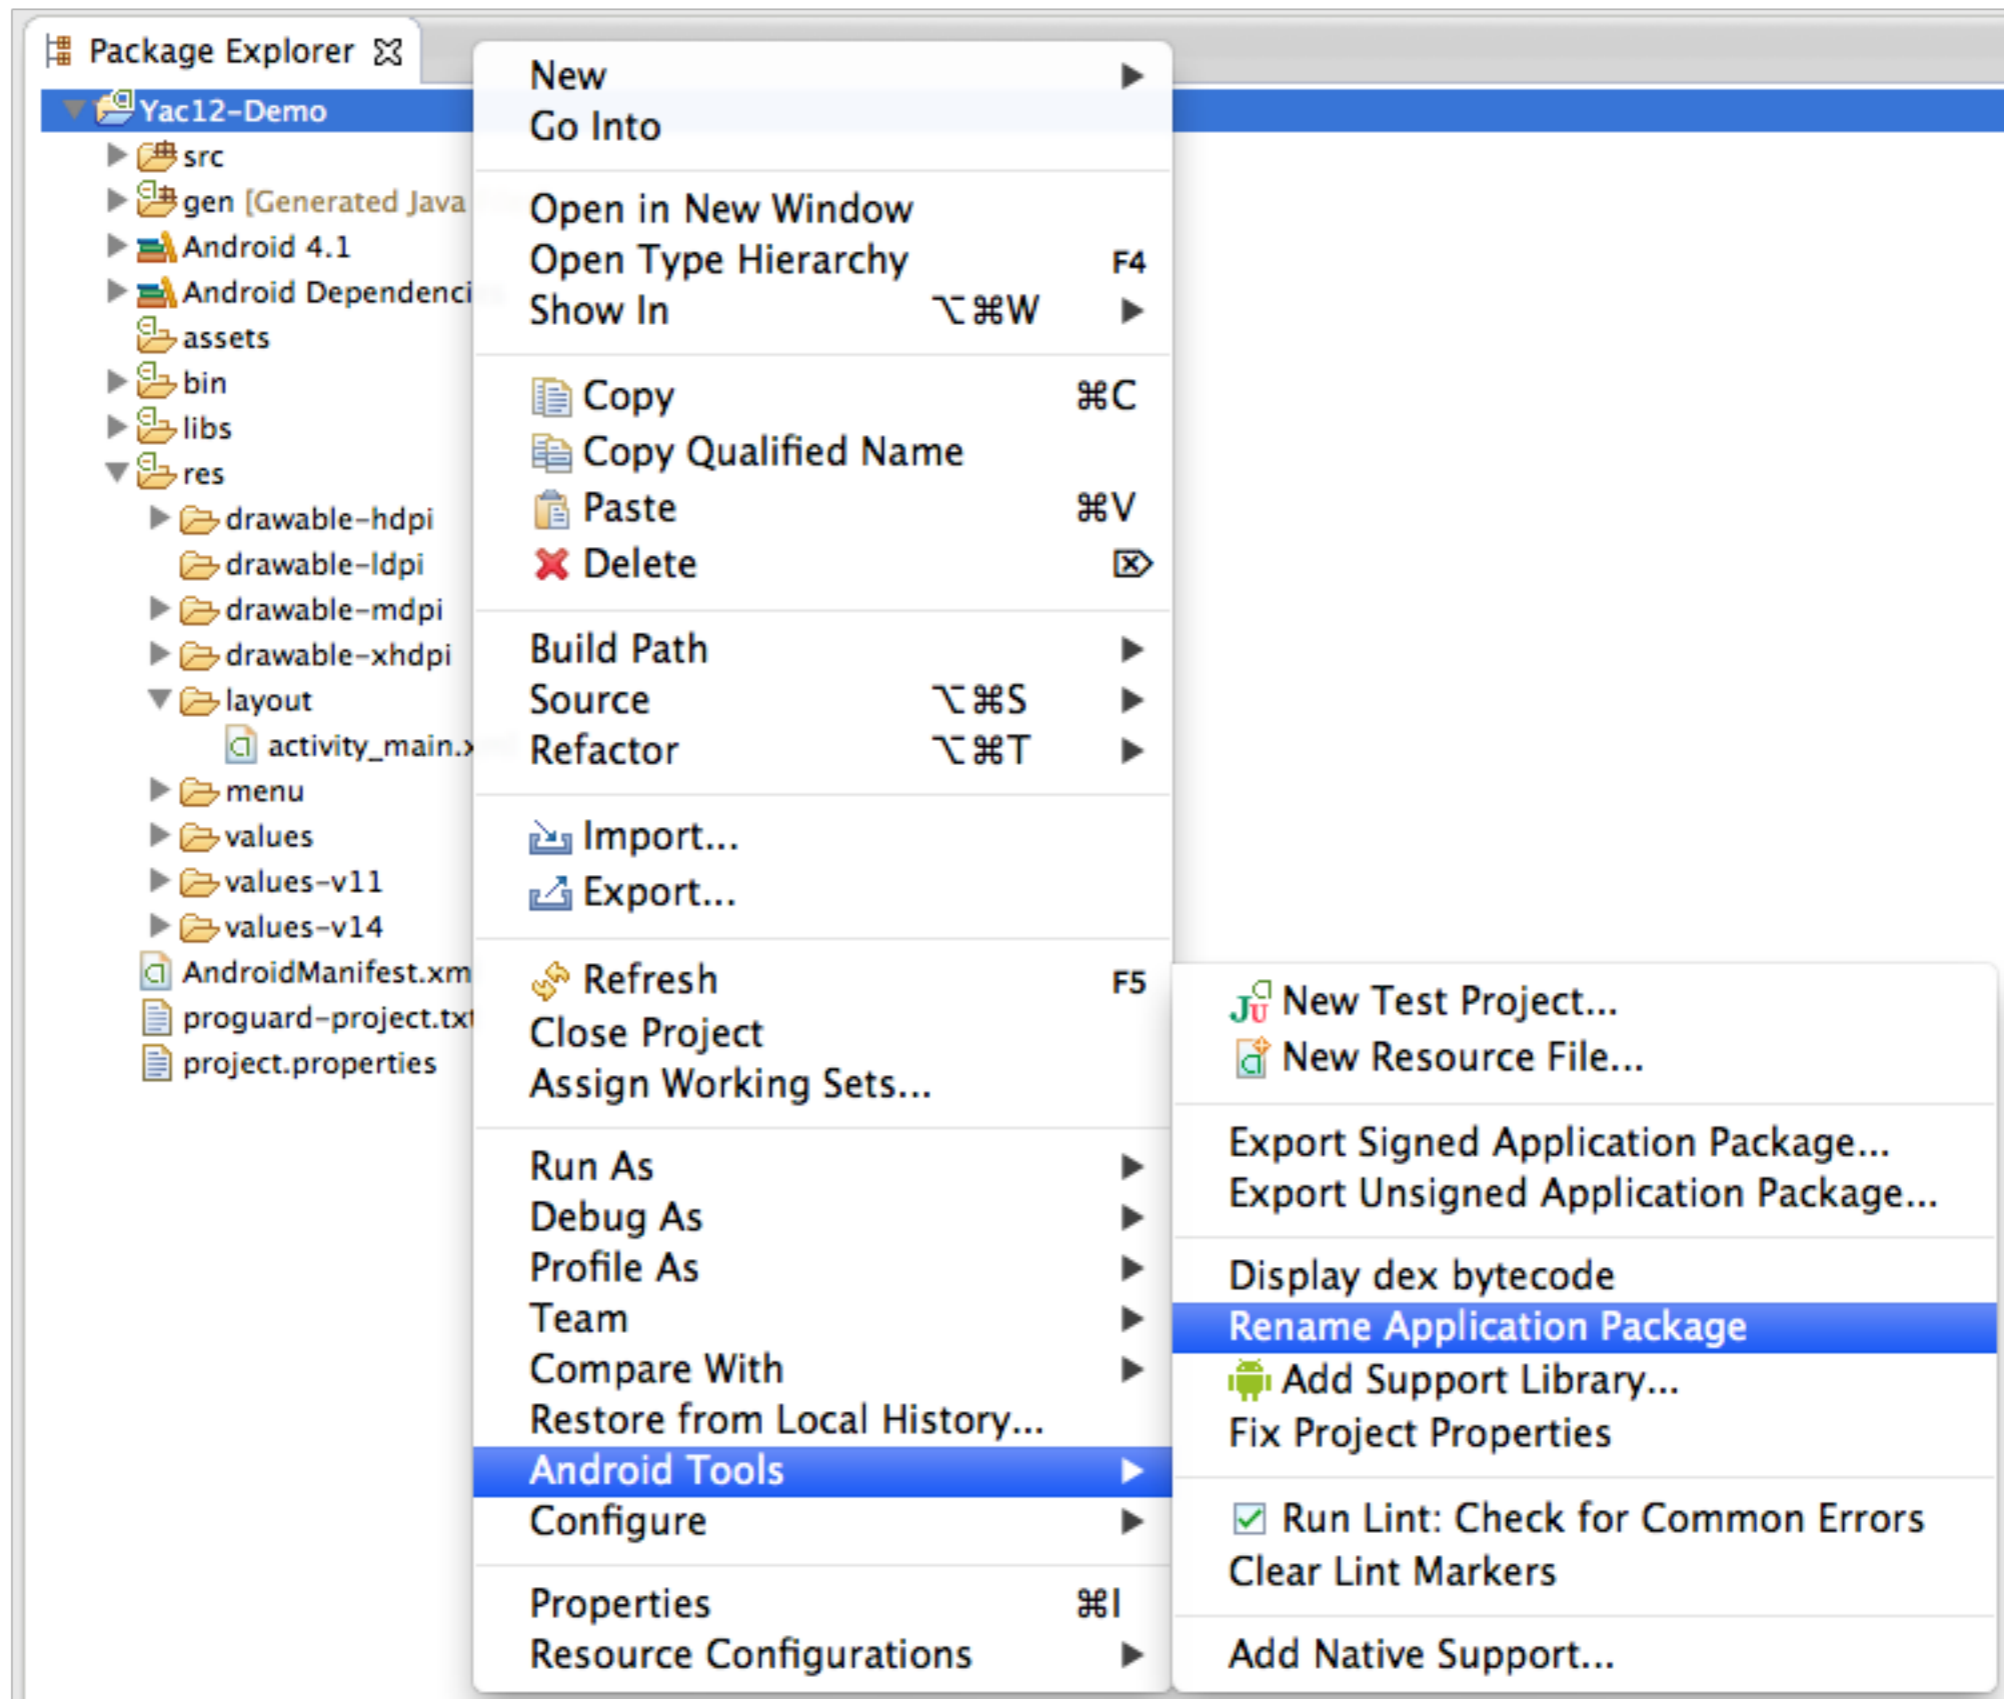 Package Explorer
Yac12-Demo
src
gen [Generated Java
Android 4.1
Android Dependenci
assets
bin
libs
res
drawable-hdpi
drawable-ldpi
drawable-mdpi
drawable-xhdpi
layout
activity_main.x
menu
values
values-v11
values-v14
AndroidManifest.xm
proguard-project.txt
project.properties
New
Go Into
Open in New Window
Open Type Hierarchy F4
Show In ⌥⌘W
Copy ⌘C
Copy Qualified Name
Paste ⌘V
Delete ⌦
Build Path
Source ⌥⌘S
Refactor ⌥⌘T
Import...
Export...
Refresh F5
Close Project
Assign Working Sets...
Run As
Debug As
Profile As
Team
Compare With
Restore from Local History...
Android Tools
Configure
Properties ⌘I
Resource Configurations
New Test Project...
New Resource File...
Export Signed Application Package...
Export Unsigned Application Package...
Display dex bytecode
Rename Application Package
Add Support Library...
Fix Project Properties
Run Lint: Check for Common Errors
Clear Lint Markers
Add Native Support...